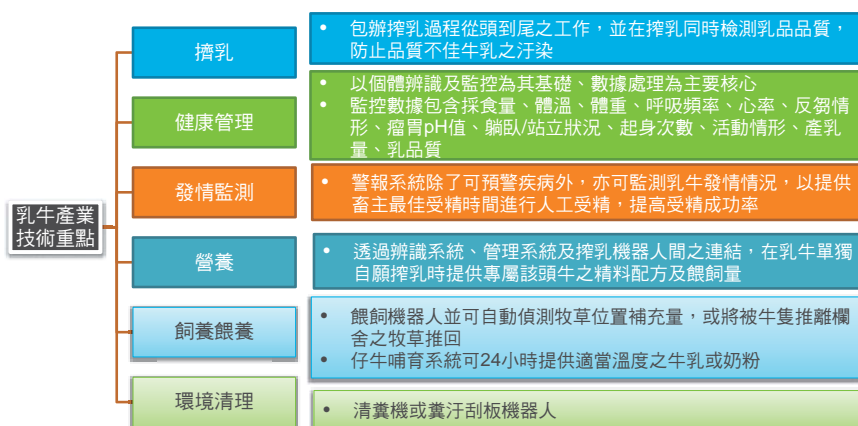 乳牛產業
技術重點
擠乳
• 包辦搾乳過程從頭到尾之工作，並在搾乳同時檢測乳品品質，
防止品質不佳牛乳之汙染
健康管理
• 以個體辨識及監控為其基礎、數據處理為主要核心
• 監控數據包含採食量、體溫、體重、呼吸頻率、心率、反芻情
形、瘤胃pH值、躺臥/站立狀況、起身次數、活動情形、產乳
量、乳品質
發情監測
• 警報系統除了可預警疾病外，亦可監測乳牛發情情況，以提供
畜主最佳受精時間進行人工受精，提高受精成功率
營養
• 透過辨識系統、管理系統及搾乳機器人間之連結，在乳牛單獨
自願搾乳時提供專屬該頭牛之精料配方及餵飼量
飼養餵養
• 餵飼機器人並可自動偵測牧草位置補充量，或將被牛隻推離欄
舍之牧草推回
• 仔牛哺育系統可24小時提供適當溫度之牛乳或奶粉
環境清理
• 清糞機或糞汙刮板機器人